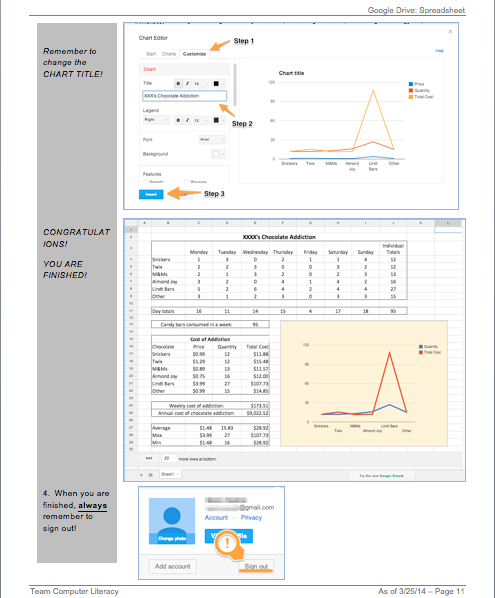 Google Drive: Spreadsheet
Remember to
change the
CHART TITLE!
Chart Editor
Start Charts Customize
Step 1
Help
Chart
Title
B I 16
XXX's Chocolate Addiction
Step 2
Legend
Right B I 12
Font Arial
Background
Features
Smooth Reverse
Insert
Step 3
Chart title
Price
Quantity
Total Cost
120
90
60
30
0
Snickers Twix M&Ms Almond Joy Lindt Bars Other
CONGRATULAT
IONS!
YOU ARE
FINISHED!
XXXX's Chocolate Addiction
Monday Tuesday Wednesday Thursday Friday Saturday Sunday Individual Totals
Snickers 1 3 0 2 1 1 4 12
Twix 2 2 3 0 0 3 2 12
M&Ms 2 1 3 2 0 3 2 13
Almond Joy 3 2 0 4 1 4 2 16
Lindt Bars 5 2 6 4 2 4 4 27
Other 3 1 2 3 0 3 3 15
Day totals 16 11 14 15 4 17 18 95
Candy bars consumed in a week: 95
Cost of Addiction
Chocolate Price Quantity Total Cost
Snickers $0.99 12 $11.88
Twix $1.29 12 $15.48
M&Ms $0.89 13 $11.57
Almond Joy $0.75 16 $12.00
Lindt Bars $3.99 27 $107.73
Other $0.99 15 $14.85
Weekly cost of addiction: $173.51
Annual cost of chocolate addiction: $9,022.52
Average $1.48 15.83 $28.92
Max $3.99 27 $107.73
Min $1.48 16 $28.92
Quantity
Total Cost
120
90
60
30
0
Snickers Twix M&Ms Almond Joy Lindt Bars Other
Add 20 more rows at bottom.
Sheet1
Try the new Google Sheets
4. When you are
finished, always
remember to
sign out!
@gmail.com
Account – Privacy
Change photo
Add account
Sign out
Team Computer Literacy
As of 3/25/14 – Page 11